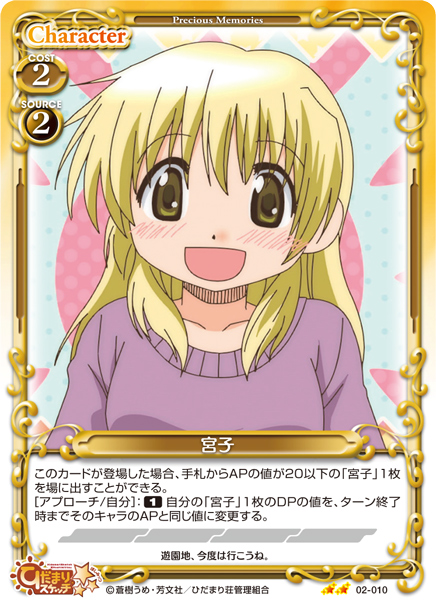 Precious Memories
Character
COST
2
SOURCE
2
宮子
このカードが登場した場合、手札からAPの値が20以下の「宮子」1枚
を場に出すことができる。
[アプローチ/自分]：1 自分の「宮子」1枚のDPの値を、ターン終了
時までそのキャラのAPと同じ値に変更する。
遊園地、今度は行こうね。
ひだまり
スケッチ
©蒼樹うめ・芳文社／ひだまり荘管理組合
02-010